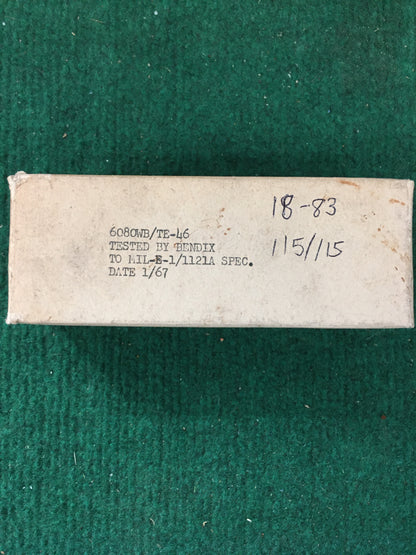 6080WB/TE-46
TESTED BY BENDIX
TO MIL-E-1/1121A SPEC.
DATE 1/67
18-83
115/115